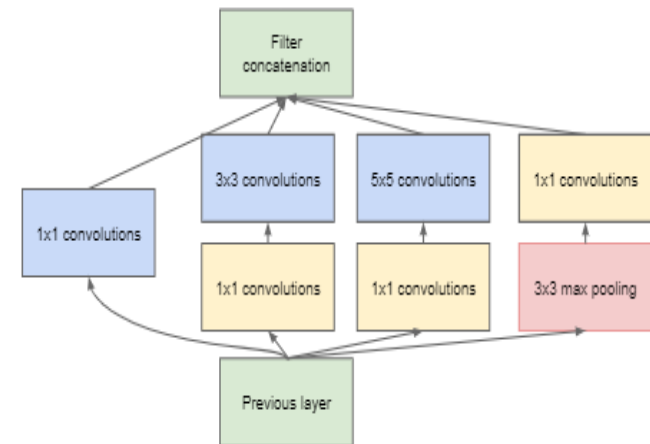 Filter
concatenation
3x3 convolutions
5x5 convolutions
1x1 convolutions
1x1 convolutions
1x1 convolutions
1x1 convolutions
3x3 max pooling
Previous layer